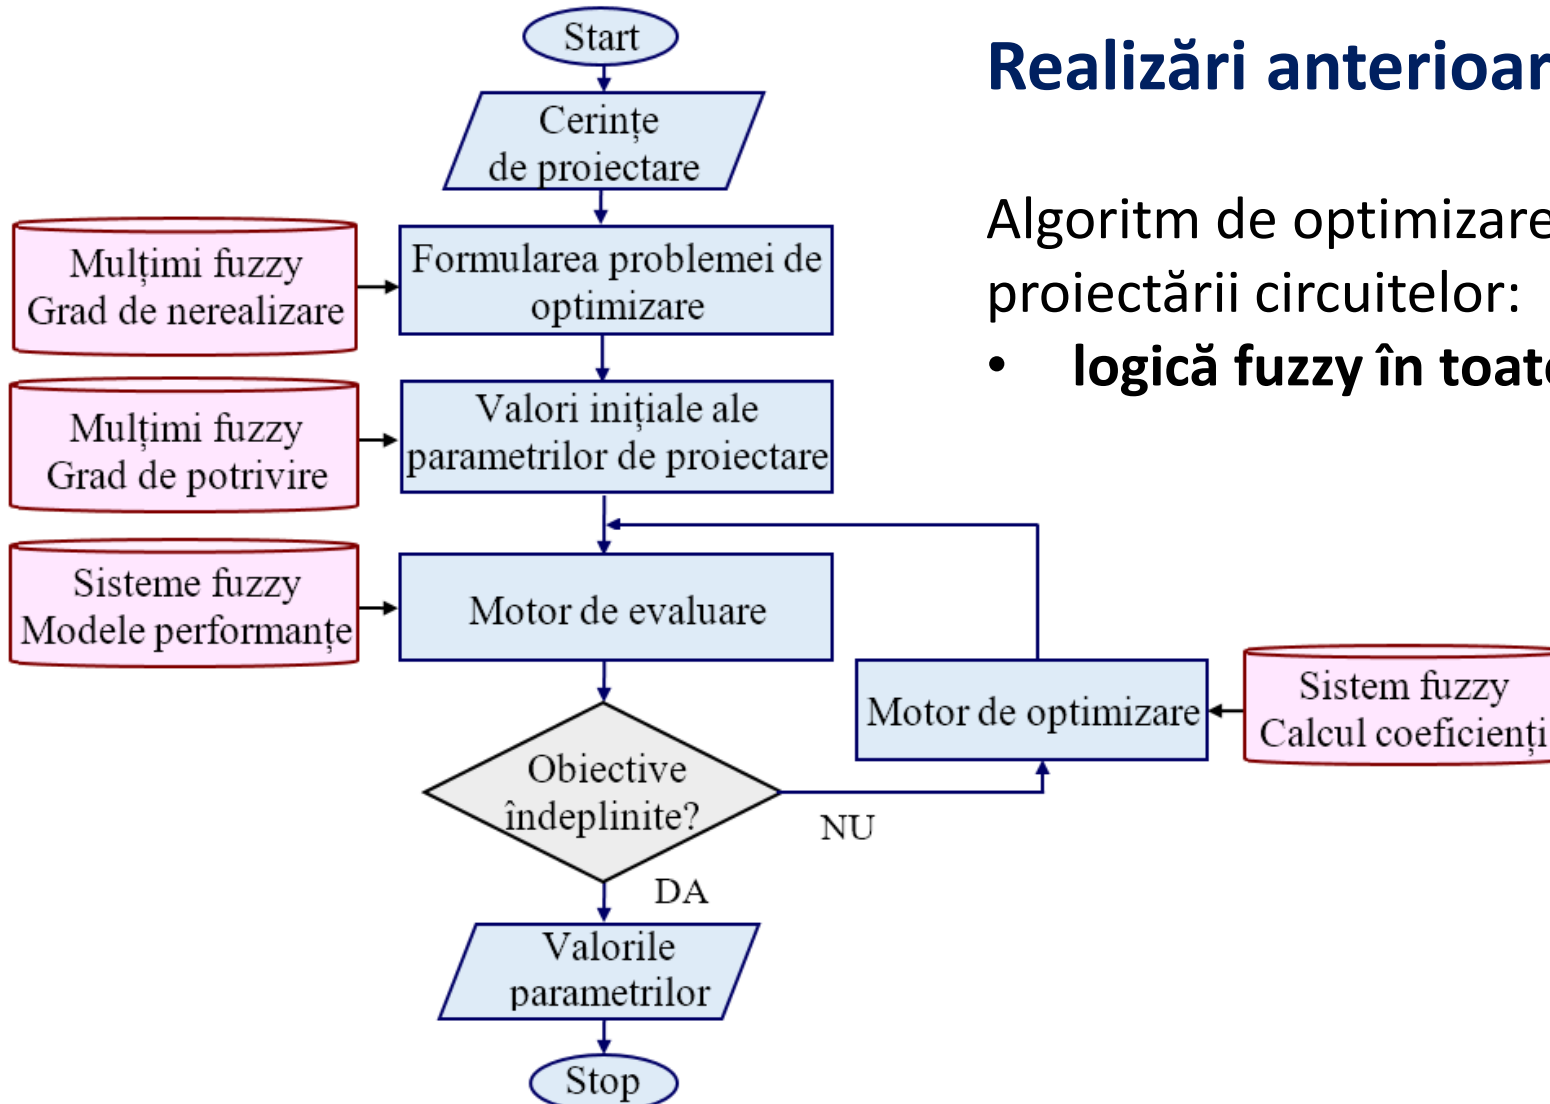 Start
Cerințe
de proiectare
Mulțimi fuzzy
Grad de nerealizare
Formularea problemei de
optimizare
Mulțimi fuzzy
Grad de potrivire
Valori inițiale ale
parametrilor de proiectare
Sisteme fuzzy
Modele performanțe
Motor de evaluare
Motor de optimizare
Sistem fuzzy
Calcul coeficienți
Obiective
îndeplinite?
NU
DA
Valorile
parametrilor
Stop
Realizări
Algoritm de optimizare
proiectării circuitelor:
• logică fuzzy în